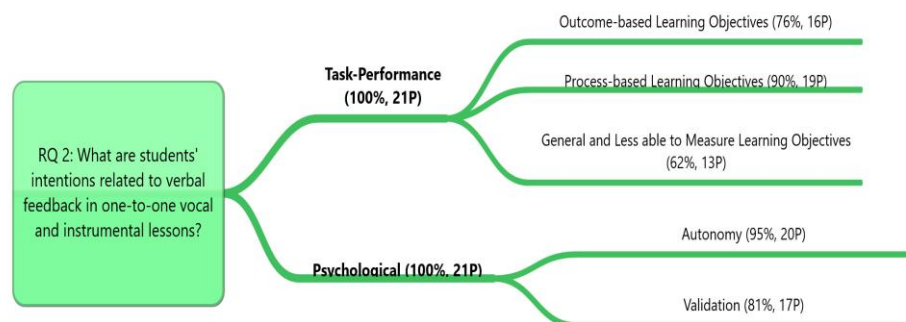 Outcome-based Learning Objectives (76%, 16P)
Task-Performance
(100%, 21P)
Process-based Learning Objectives (90%, 19P)
General and Less able to Measure Learning Objectives
(62%, 13P)
RQ 2: What are students'
intentions related to verbal
feedback in one-to-one vocal
and instrumental lessons?
Autonomy (95%, 20P)
Psychological (100%, 21P)
Validation (81%, 17P)